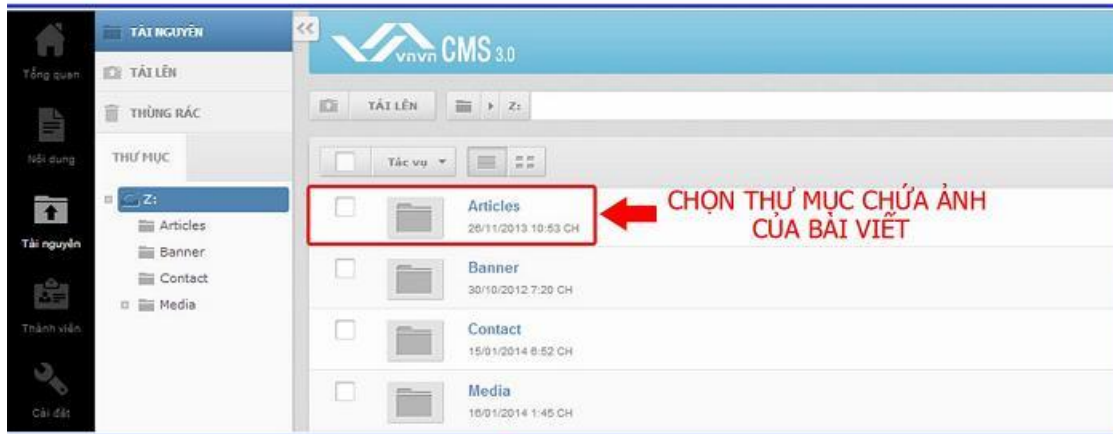 TÀI NGUYÊN
TẢI LÊN
THÙNG RÁC
THƯ MỤC
Z:
Articles
Banner
Contact
Media
Tổng quan
Nội dung
Tài nguyên
Thành viên
Cài đặt
<<
vnvn CMS 3.0
TẢI LÊN
Z:
Tác vụ
Articles
26/11/2013 10:53 CH
CHỌN THƯ MỤC CHỨA ẢNH
CỦA BÀI VIẾT
Banner
30/10/2012 7:20 CH
Contact
15/01/2014 6:52 CH
Media
16/01/2014 1:45 CH